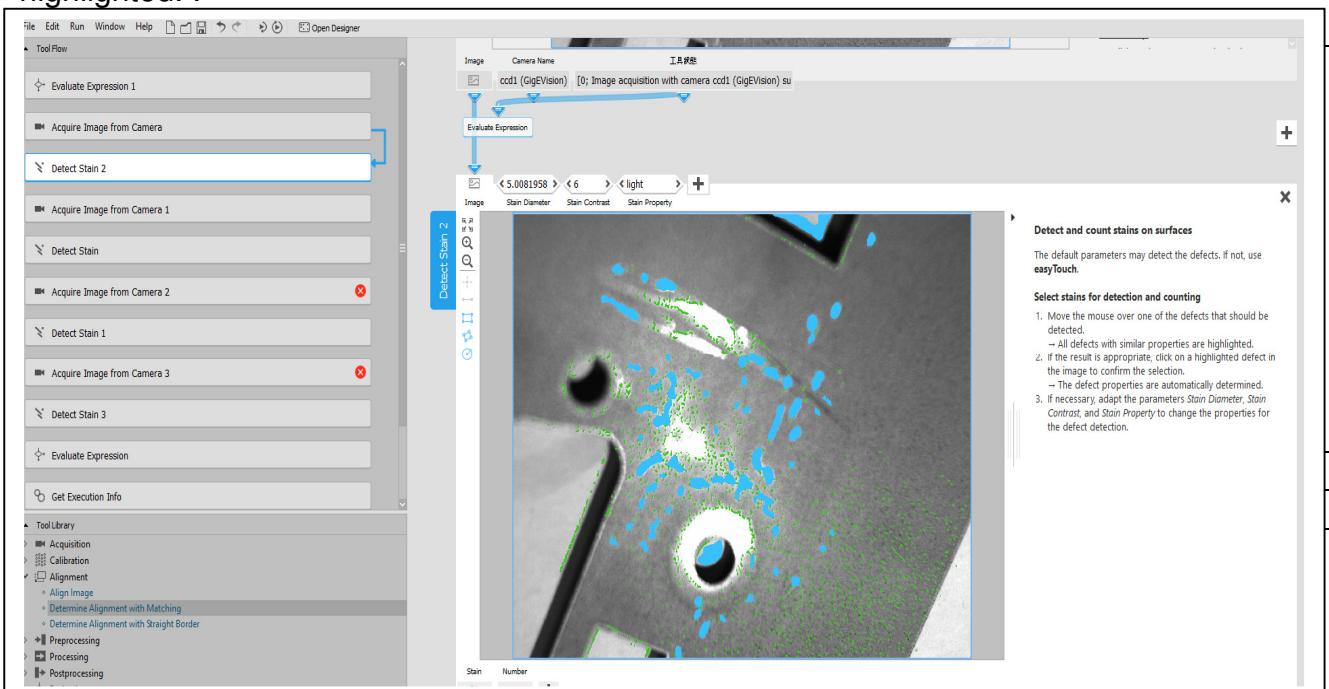 highlighted. .
File Edit Run Window Help Open Designer
Tool Flow
Evaluate Expression 1
Acquire Image from Camera
Detect Stain 2
Acquire Image from Camera 1
Detect Stain
Acquire Image from Camera 2
Detect Stain 1
Acquire Image from Camera 3
Detect Stain 3
Evaluate Expression
Get Execution Info
Tool Library
Acquisition
Calibration
Alignment
Align Image
Determine Alignment with Matching
Determine Alignment with Straight Border
Preprocessing
Processing
Postprocessing
Image Camera Name 工具狀態
ccd1 (GigEVision) [0; Image acquisition with camera ccd1 (GigEVision) su
Evaluate Expression
5.0081958 6 light
Image Stain Diameter Stain Contrast Stain Property
Detect Stain 2
Stain Number
Detect and count stains on surfaces
The default parameters may detect the defects. If not, use
easyTouch.
Select stains for detection and counting
1. Move the mouse over one of the defects that should be
detected.
→ All defects with similar properties are highlighted.
2. If the result is appropriate, click on a highlighted defect in
the image to confirm the selection.
→ The defect properties are automatically determined.
3. If necessary, adapt the parameters Stain Diameter, Stain
Contrast, and Stain Property to change the properties for
the defect detection.